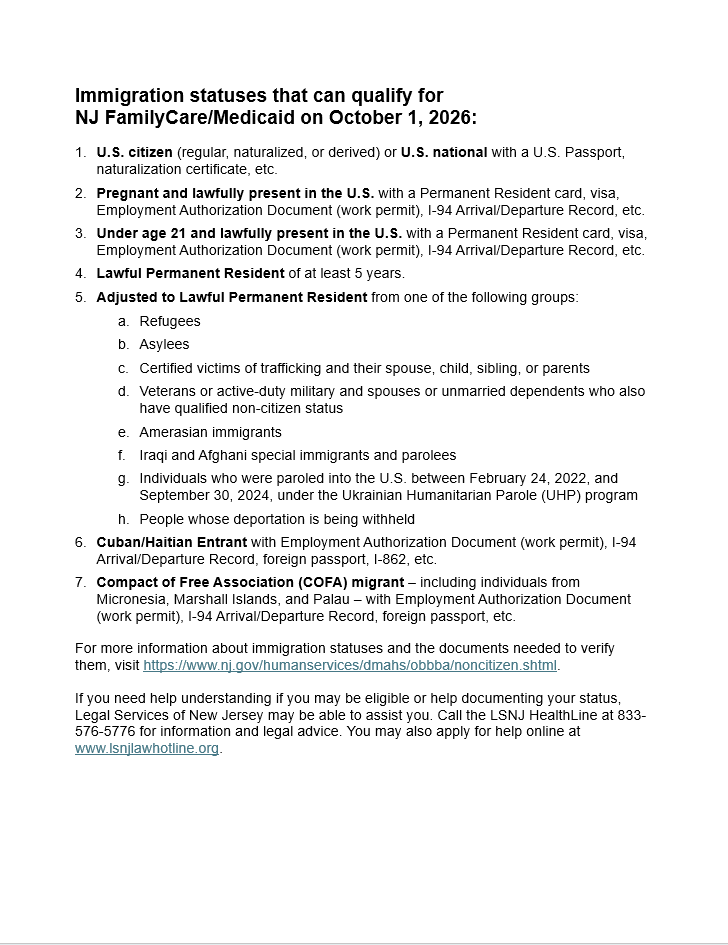 Immigration statuses that can qualify for
NJ FamilyCare/Medicaid on October 1, 2026:
1. U.S. citizen (regular, naturalized, or derived) or U.S. national with a U.S. Passport,
naturalization certificate, etc.
2. Pregnant and lawfully present in the U.S. with a Permanent Resident card, visa,
Employment Authorization Document (work permit), I-94 Arrival/Departure Record, etc.
3. Under age 21 and lawfully present in the U.S. with a Permanent Resident card, visa,
Employment Authorization Document (work permit), I-94 Arrival/Departure Record, etc.
4. Lawful Permanent Resident of at least 5 years.
5. Adjusted to Lawful Permanent Resident from one of the following groups:
a. Refugees
b. Asylees
c. Certified victims of trafficking and their spouse, child, sibling, or parents
d. Veterans or active-duty military and spouses or unmarried dependents who also
have qualified non-citizen status
e. Amerasian immigrants
f. Iraqi and Afghani special immigrants and parolees
g. Individuals who were paroled into the U.S. between February 24, 2022, and
September 30, 2024, under the Ukrainian Humanitarian Parole (UHP) program
h. People whose deportation is being withheld
6. Cuban/Haitian Entrant with Employment Authorization Document (work permit), I-94
Arrival/Departure Record, foreign passport, I-862, etc.
7. Compact of Free Association (COFA) migrant – including individuals from
Micronesia, Marshall Islands, and Palau – with Employment Authorization Document
(work permit), I-94 Arrival/Departure Record, foreign passport, etc.
For more information about immigration statuses and the documents needed to verify
them, visit https://www.nj.gov/humanservices/dmahs/obbba/noncitizen.shtml.
If you need help understanding if you may be eligible or help documenting your status,
Legal Services of New Jersey may be able to assist you. Call the LSNJ HealthLine at 833-
576-5776 for information and legal advice. You may also apply for help online at
www.lsnjlawhotline.org.